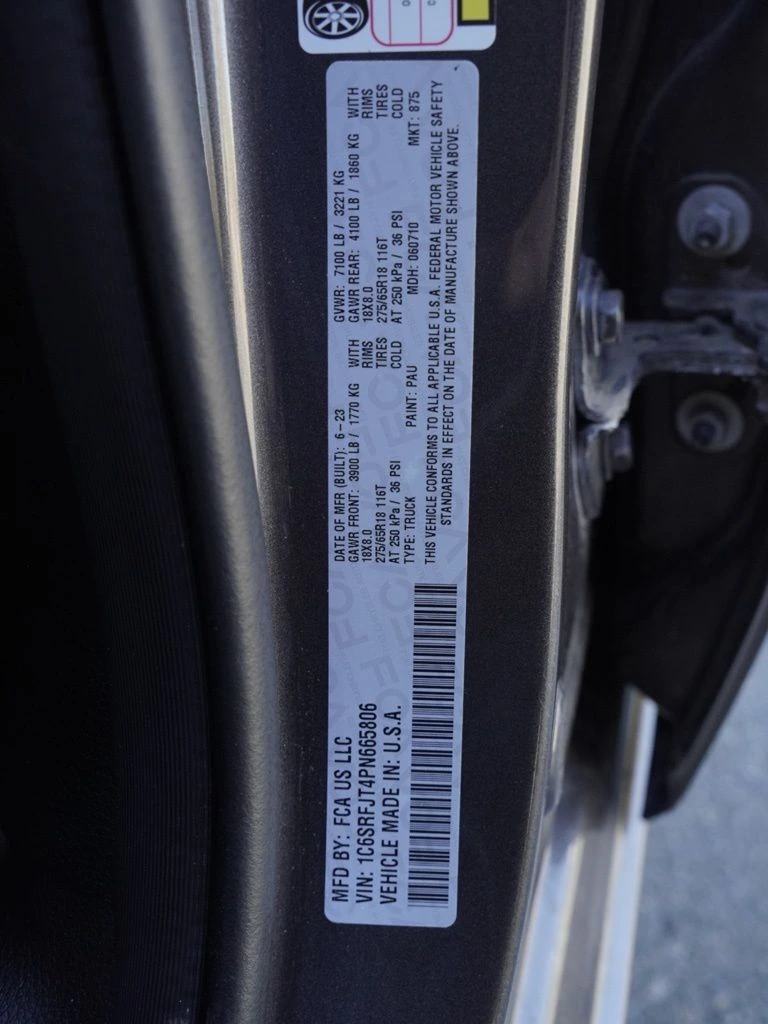 MFD BY: FCA US LLC
VIN: 1C6SRFJT4PN665806
VEHICLE MADE IN: U.S.A.
DATE OF MFR (BUILT): 6-23 GVWR: 7100 LB / 3221 KG
GAWR FRONT: 3900 LB / 1770 KG WITH GAWR REAR: 4100 LB / 1860 KG WITH
18X8.0 RIMS 18X8.0 RIMS
275/65R18 116T TIRES 275/65R18 116T TIRES
AT 250 kPa / 36 PSI COLD AT 250 kPa / 36 PSI COLD
TYPE: TRUCK PAINT: PAU MDH: 060710 MKT: 875
THIS VEHICLE CONFORMS TO ALL APPLICABLE U.S.A. FEDERAL MOTOR VEHICLE SAFETY
STANDARDS IN EFFECT ON THE DATE OF MANUFACTURE SHOWN ABOVE.